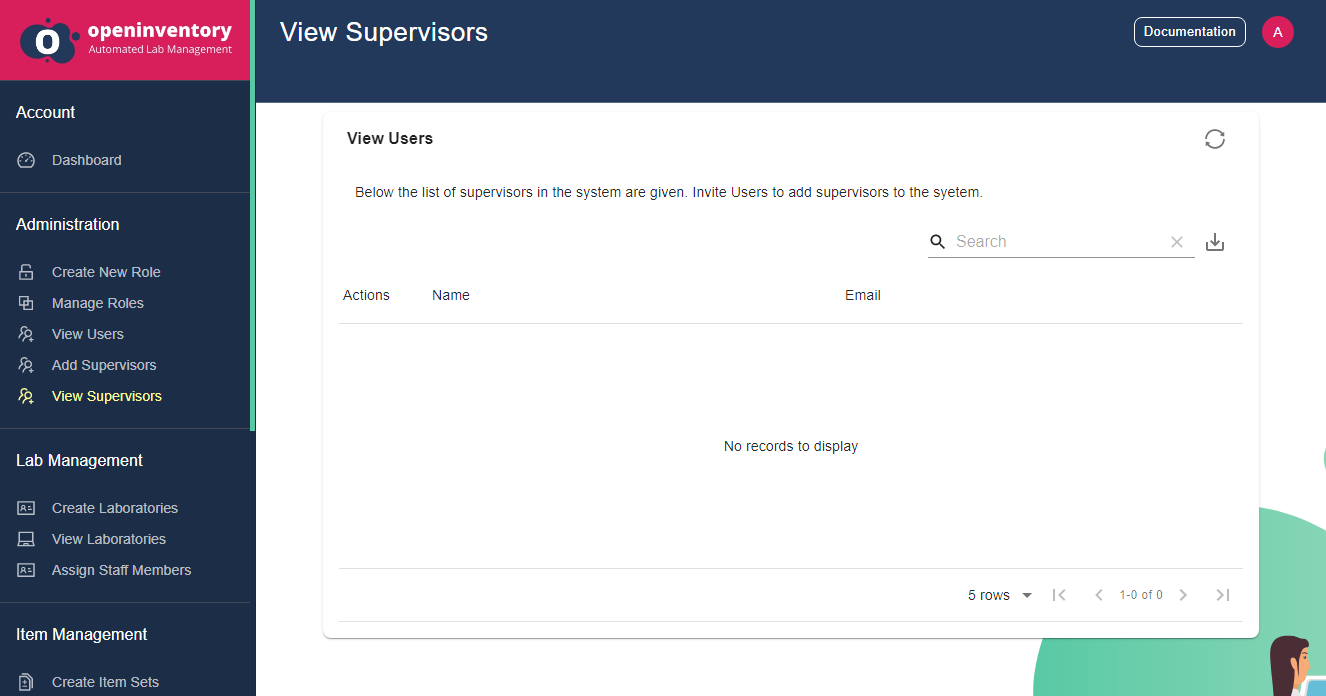 O
openinventory
Automated Lab Management
View Supervisors
Documentation
A
Account
Dashboard
Administration
Create New Role
Manage Roles
View Users
Add Supervisors
View Supervisors
Lab Management
Create Laboratories
View Laboratories
Assign Staff Members
Item Management
Create Item Sets
View Users
Below the list of supervisors in the system are given. Invite Users to add supervisors to the syetem.
Search
Actions Name Email
No records to display
5 rows 1-0 of 0